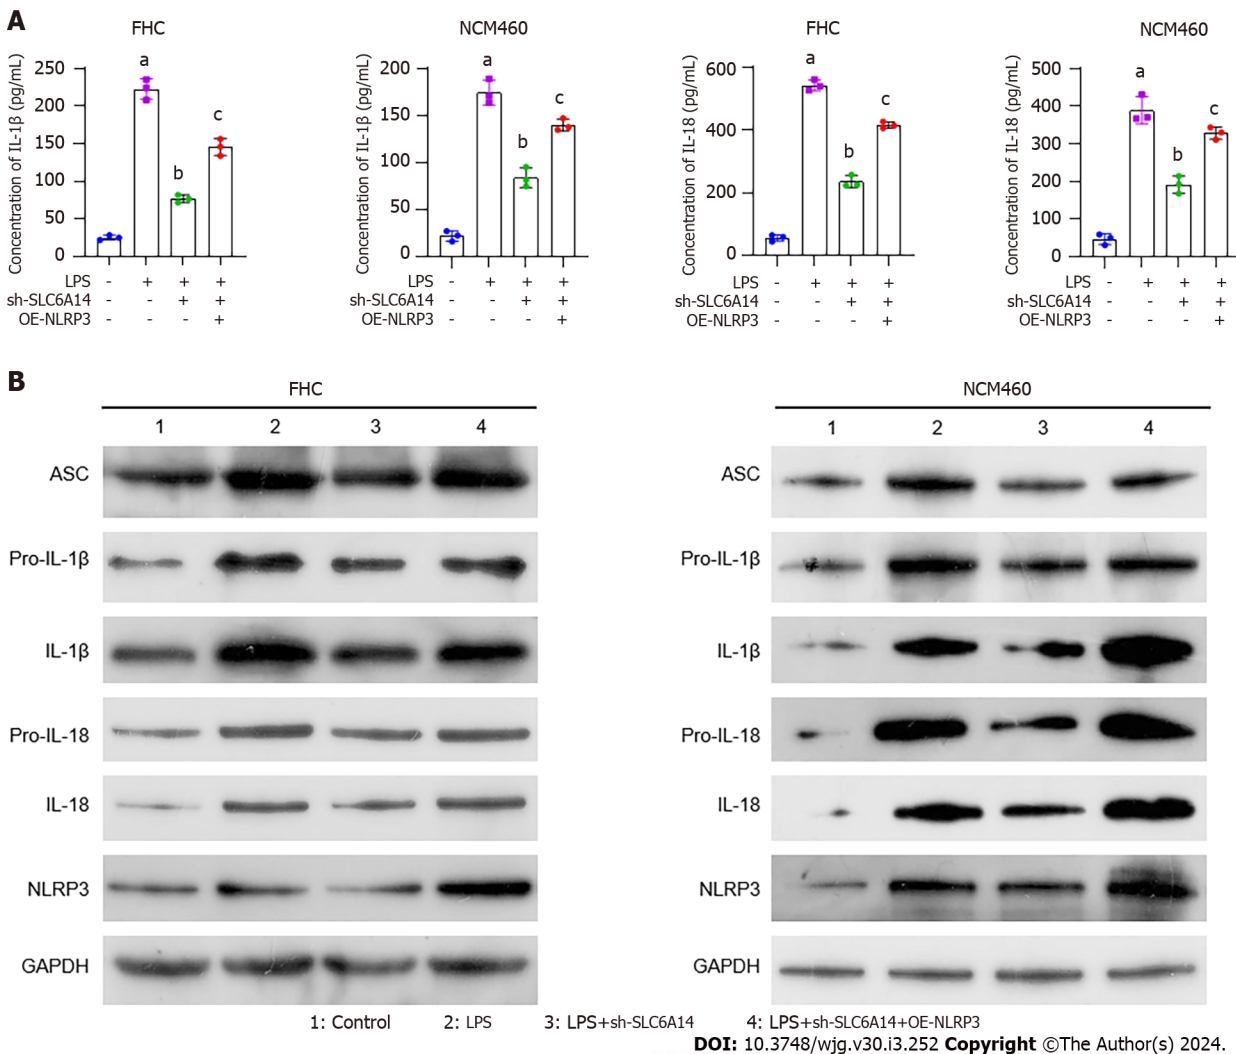 A
FHC
NCM460
FHC
NCM460
Concentration of IL-1β (pg/mL)
250
200
150
100
50
0
a
b
c
Concentration of IL-1β (pg/mL)
200
150
100
50
0
a
b
c
Concentration of IL-18 (pg/mL)
600
400
200
0
a
b
c
Concentration of IL-18 (pg/mL)
500
400
300
200
100
0
a
b
c
LPS - + + +
sh-SLC6A14 - - + +
OE-NLRP3 - - - +
LPS - + + +
sh-SLC6A14 - - + +
OE-NLRP3 - - - +
LPS - + + +
sh-SLC6A14 - - + +
OE-NLRP3 - - - +
LPS - + + +
sh-SLC6A14 - - + +
OE-NLRP3 - - - +
B
FHC
1 2 3 4
ASC
Pro-IL-1β
IL-1β
Pro-IL-18
IL-18
NLRP3
GAPDH
NCM460
1 2 3 4
ASC
Pro-IL-1β
IL-1β
Pro-IL-18
IL-18
NLRP3
GAPDH
1: Control 2: LPS 3: LPS+sh-SLC6A14 4: LPS+sh-SLC6A14+OE-NLRP3
DOI: 10.3748/wjg.v30.i3.252 Copyright ©The Author(s) 2024.